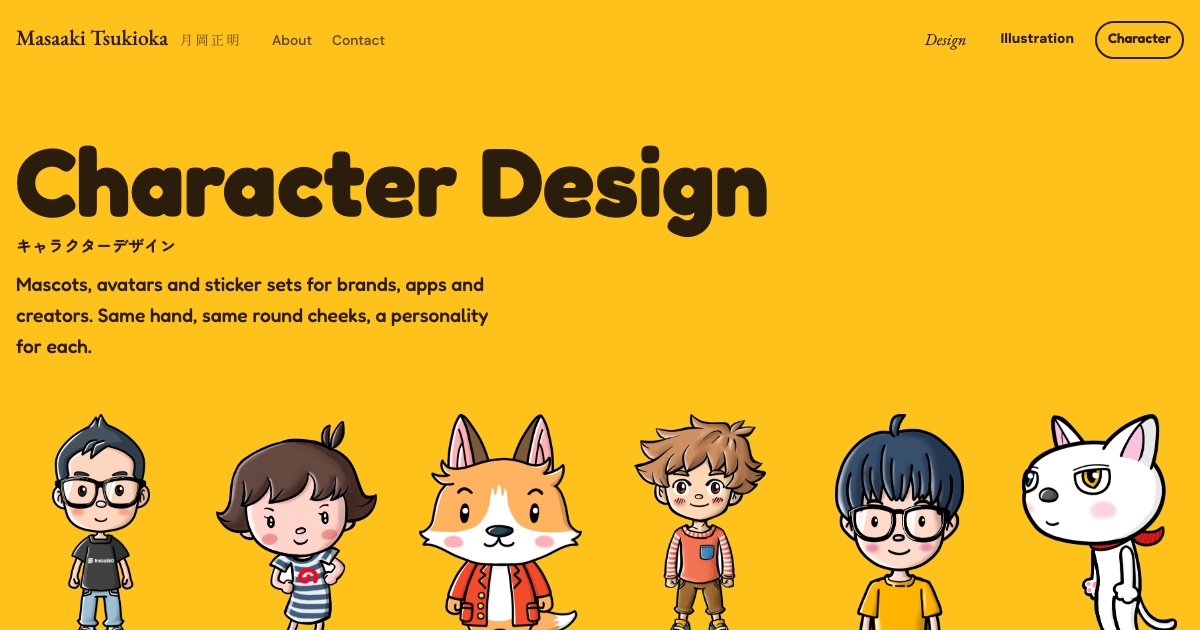 Masaaki Tsukioka 月岡正明 About Contact Design Illustration Character
Character Design
キャラクターデザイン
Mascots, avatars and sticker sets for brands, apps and
creators. Same hand, same round cheeks, a personality
for each.